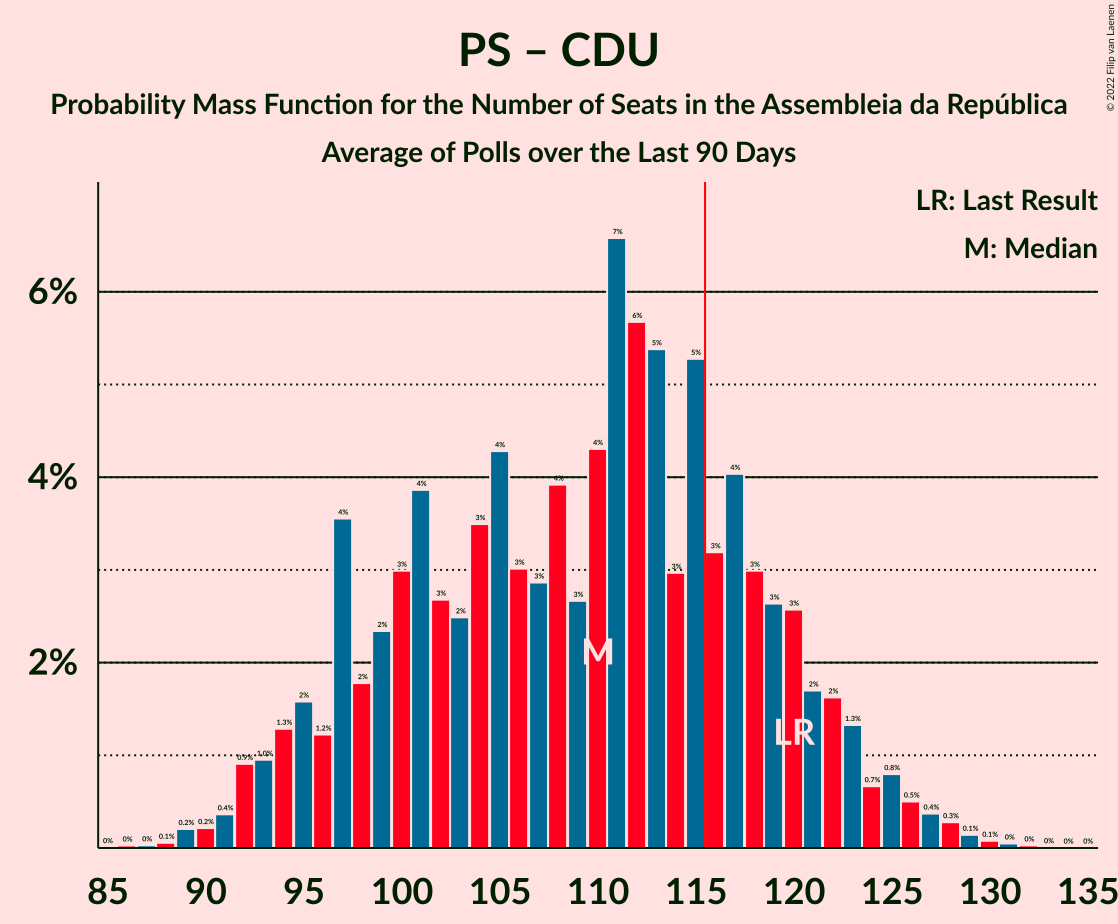 PS – CDU
Probability Mass Function for the Number of Seats in the Assembleia da República
Average of Polls over the Last 90 Days
© 2022 Filip van Laenen
LR: Last Result
M: Median
6%
4%
2%
0% 0% 0% 0.1% 0.2% 0.2% 0.4% 0.9% 1.0% 1.3% 2% 1.2% 4% 2% 2% 3% 4% 3% 2% 3% 4% 3% 3% 4% 3% 4% 7% 6% 5% 3% 5% 3% 4% 3% 3% 3% 2% 2% 1.3% 0.7% 0.8% 0.5% 0.4% 0.3% 0.1% 0.1% 0% 0% 0% 0% 0%
M
LR
85 90 95 100 105 110 115 120 125 130 135